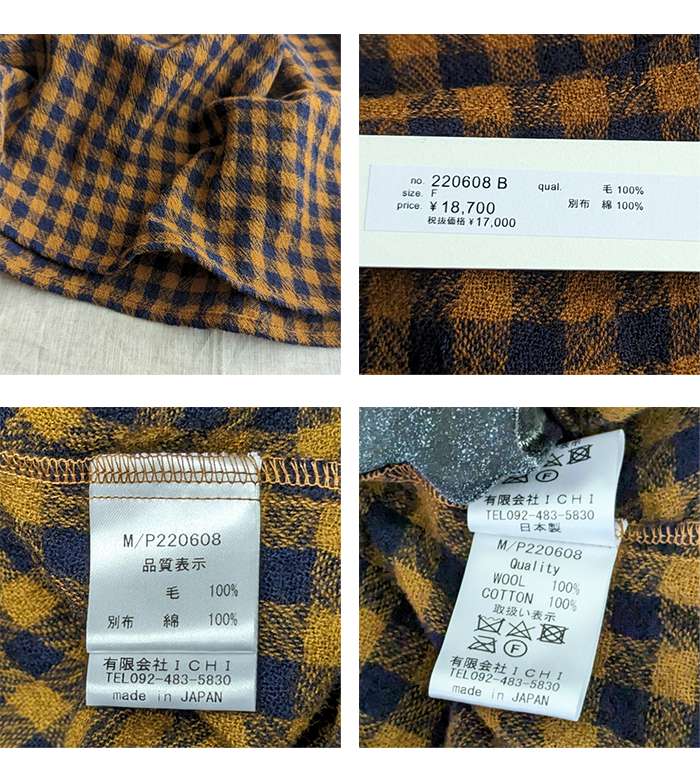 no. 220608 B qual. 毛 100%
size. F
price. ¥ 18,700 別布 綿 100%
税抜価格 ¥ 17,000
M/P220608
品質表示
毛 100%
別布 綿 100%
有限会社ICHI
TEL092-483-5830
made in JAPAN
有限会社ICHI
TEL092-483-5830
日本製
M/P220608
Quality
WOOL 100%
COTTON 100%
取扱い表示
F
有限会社ICHI
TEL092-483-5830
made in JAPAN